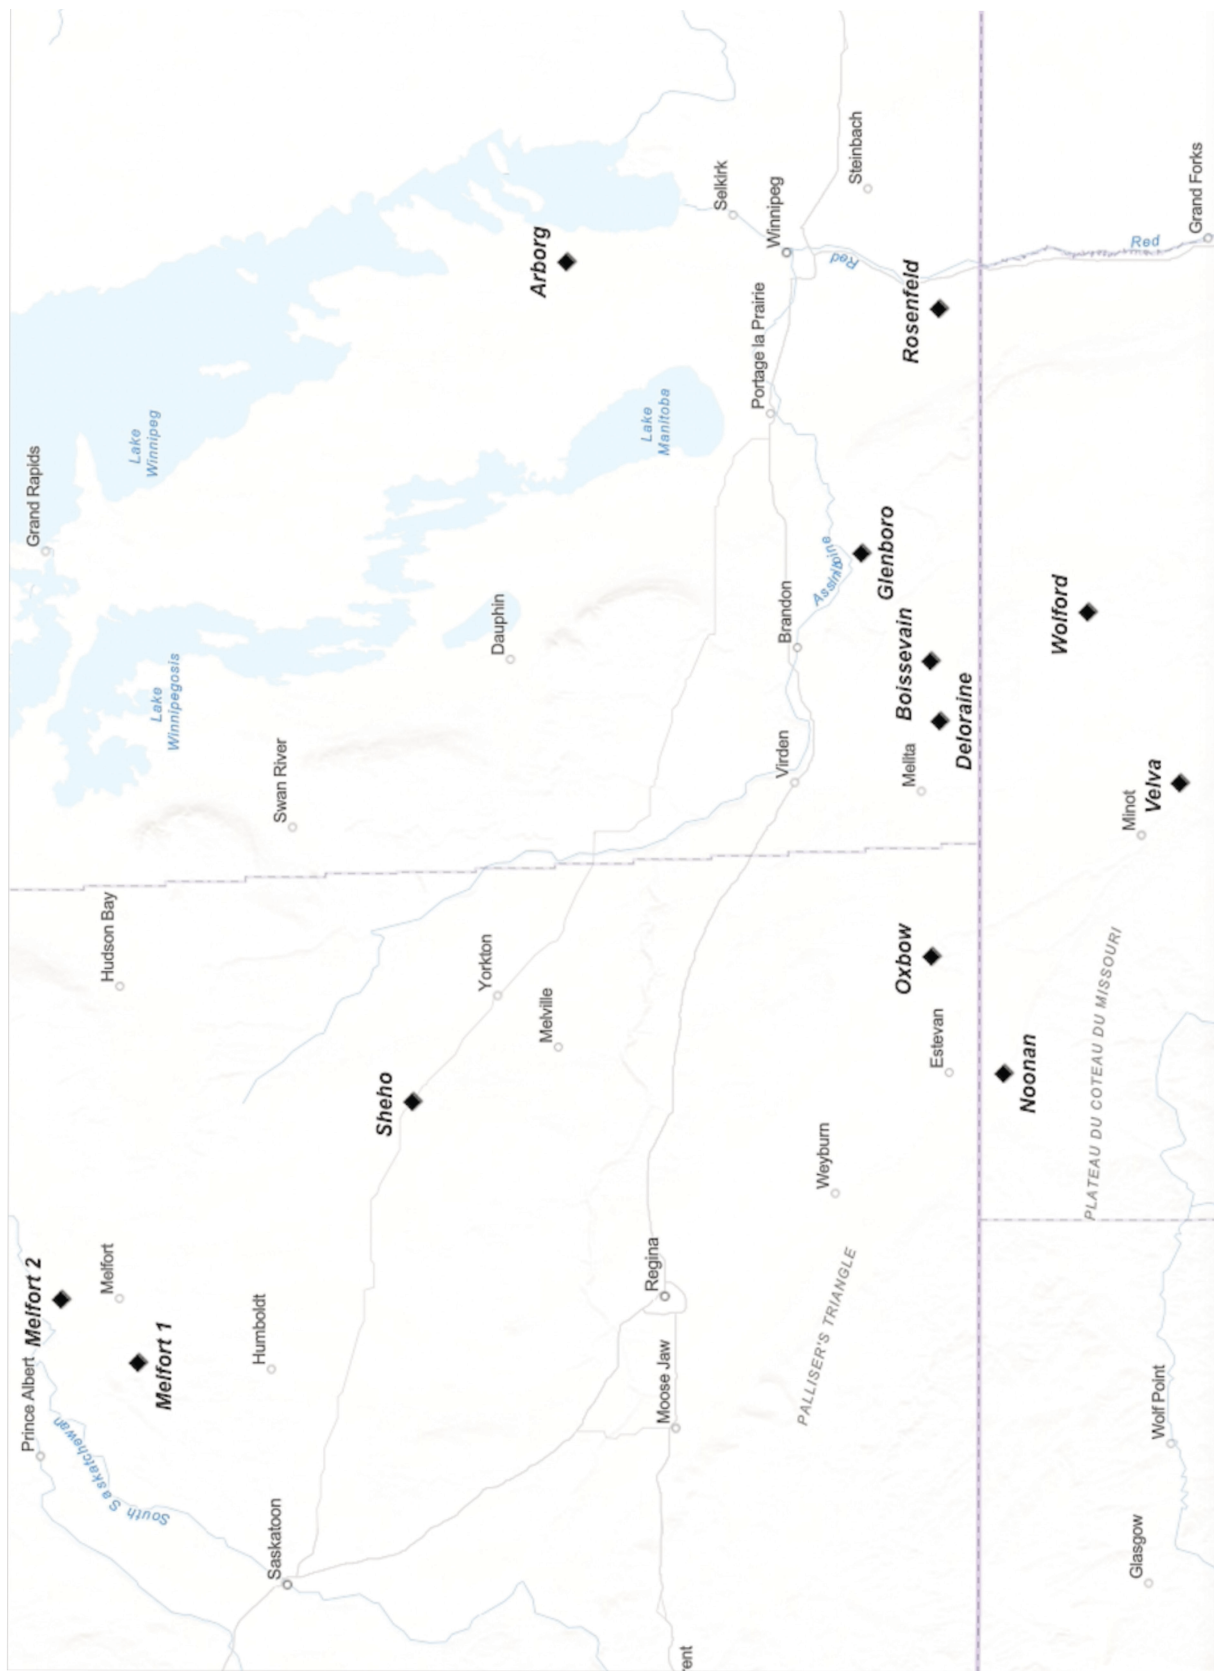 Prince Albert
Melfort 2
Melfort
Melfort 1
Hudson Bay
Grand Rapids
Lake
Winnipeg
Lake
Winnipegosis
South Saskatchewan
Humboldt
Swan River
Saskatoon
Sheho
Yorkton
Melville
Dauphin
Arborg
Lake
Manitoba
Selkirk
Winnipeg
Portage la Prairie
Steinbach
Red
Regina
Moose Jaw
ent
Virden
Brandon
Assiniboine
Glenboro
Rosenfeld
Weyburn
PALLISER'S TRIANGLE
Estevan
Oxbow
Melita
Boissevain
Deloraine
Noonan
Wolford
PLATEAU DU COTEAU DU MISSOURI
Minot
Velva
Red
Grand Forks
Wolf Point
Glasgow